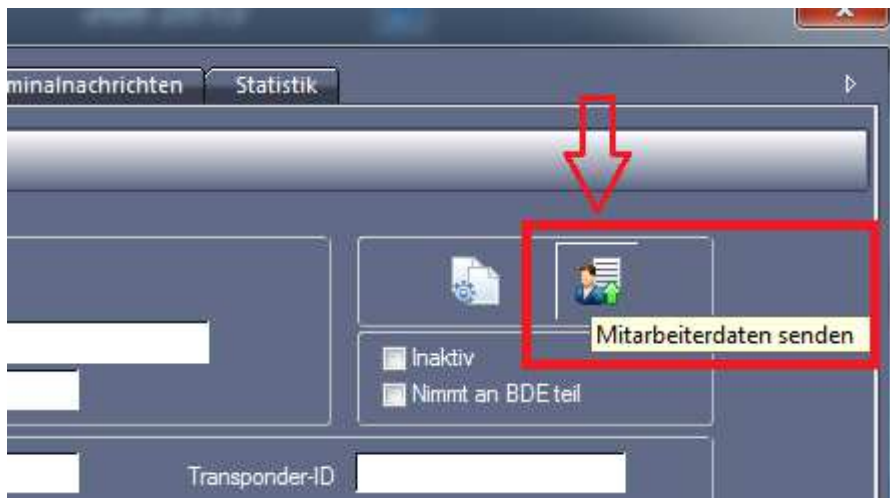 minalnachrichten Statistik
Mitarbeiterdaten senden
Inaktiv
Nimmt an BDE teil
Transponder-ID